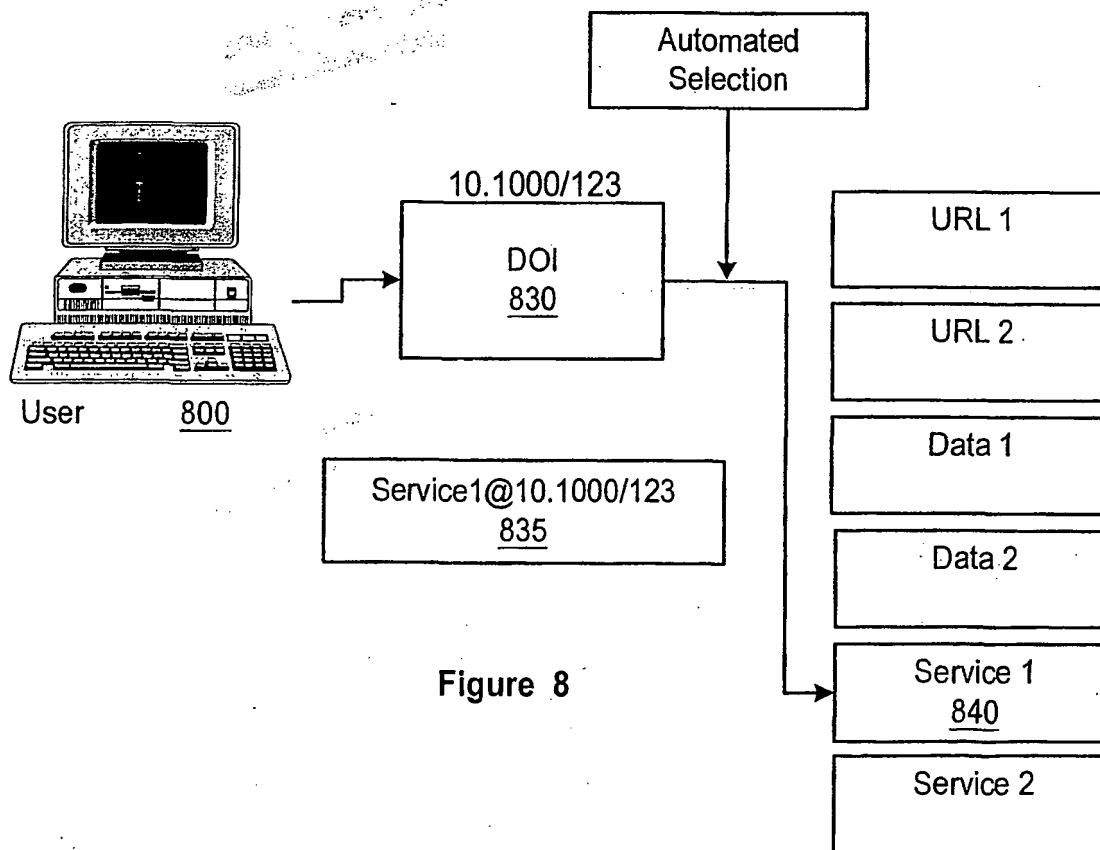 Automated
Selection
10.1000/123
DOI
830
User 800
Service1@10.1000/123
835
URL 1
URL 2
Data 1
Data 2
Service 1
840
Service 2
Figure 8